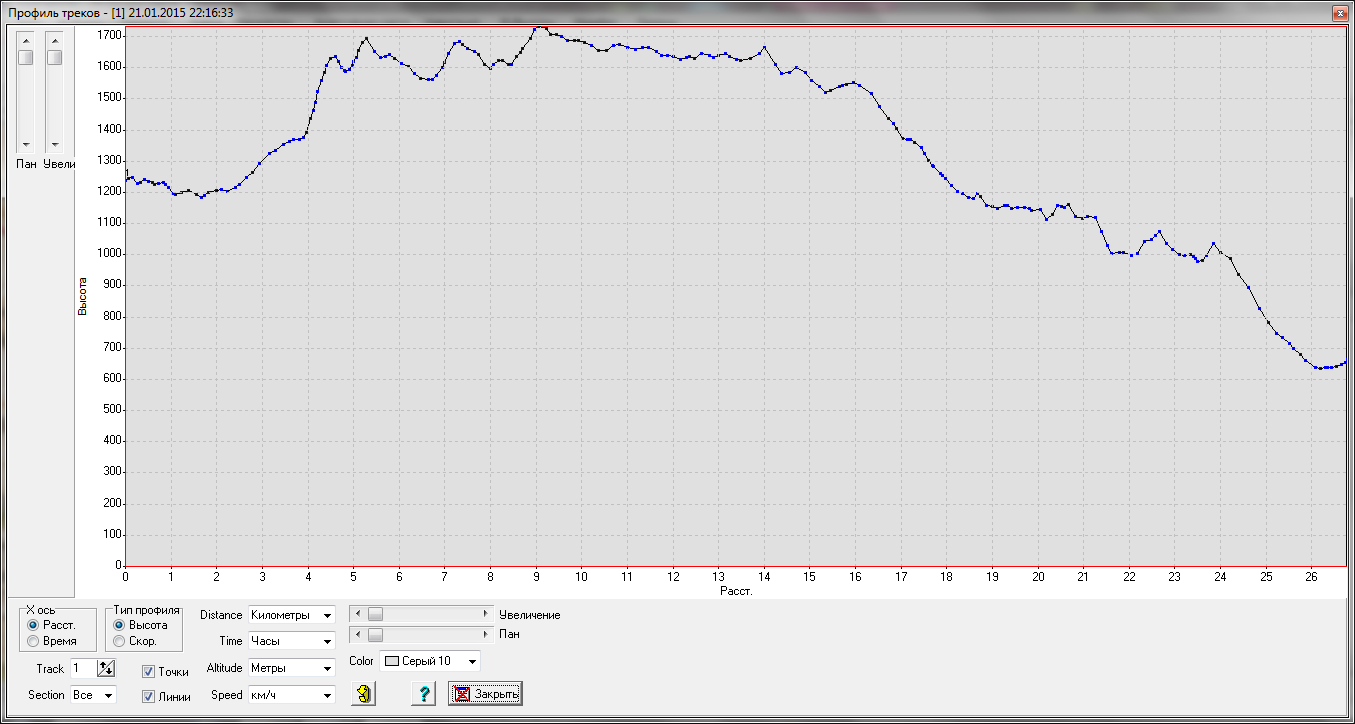 Профиль треков - [1] 21.01.2015 22:16:33
Пан Увели
Высота
1700
1600
1500
1400
1300
1200
1100
1000
900
800
700
600
500
400
300
200
100
0
0 1 2 3 4 5 6 7 8 9 10 11 12 13 14 15 16 17 18 19 20 21 22 23 24 25 26
Расст.
X ось
Расст.
Время
Тип профиля
Высота
Скор.
Track 1
Section Все
Точки
Линии
Distance Километры
Time Часы
Altitude Метры
Speed км/ч
Увеличение
Пан
Color Серый 10
?
Закрыть